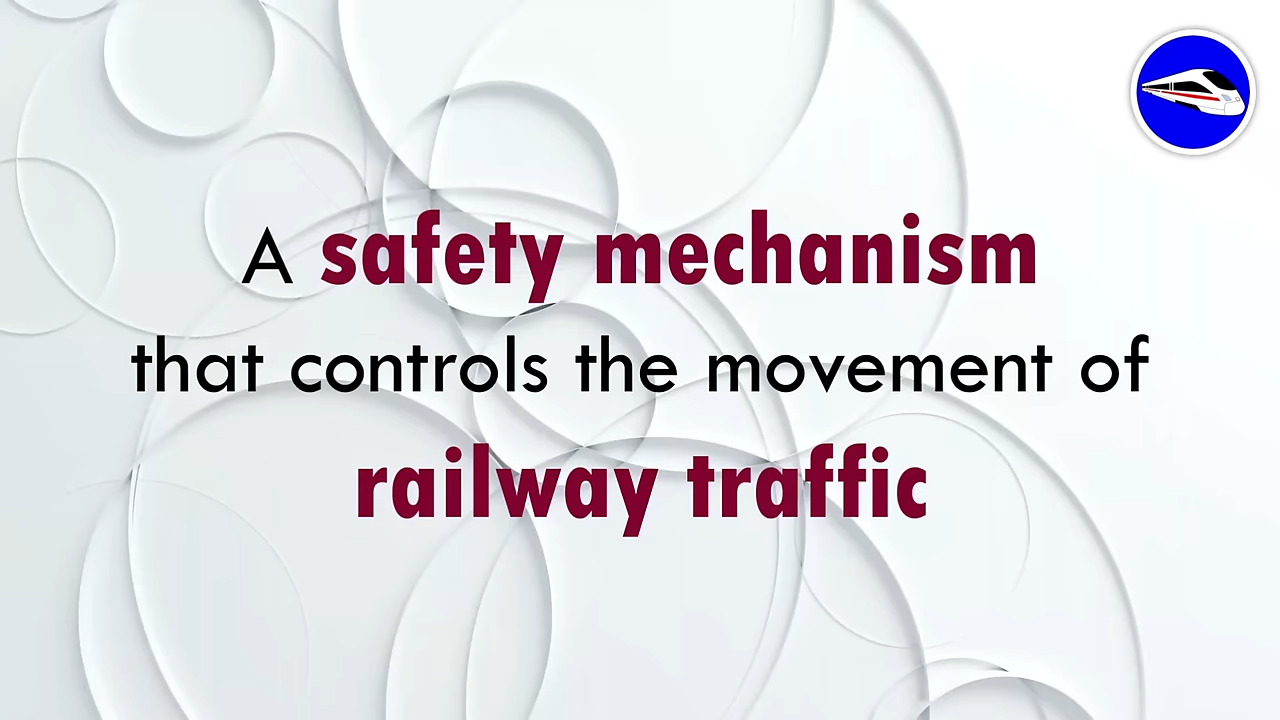 A safety mechanism
that controls the movement of
railway traffic